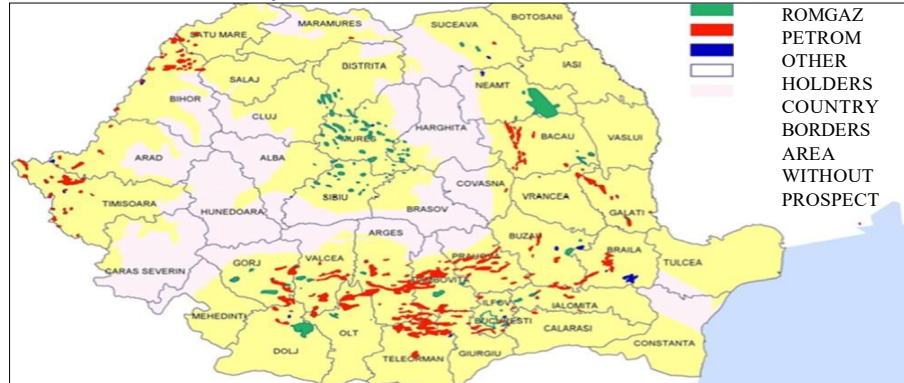 MARAMURES
SUCEAVA
BOTOSANI
SATU MARE
DISTRITA
IASI
SALAJ
NEAMT
BIHOR
CLUJ
MURES
HARGHITA
BACAU
VASLUI
ARAD
ALBA
COVASNA
TIMISOARA
SIBIU
VRANCEA
HUNEDOARA
BRASOV
GALATI
ARGES
BUZAU
CARAS SEVERIN
GORJ
VALCEA
PRAHOVA
BRAILA
TULCEA
ILFOV
IALOMITA
MEHEDINTI
BUCURESTI
OLT
CALARASI
DOLJ
TELEORMAN
GIURGIU
CONSTANTA
ROMGAZ
PETROM
OTHER
HOLDERS
COUNTRY
BORDERS
AREA
WITHOUT
PROSPECT